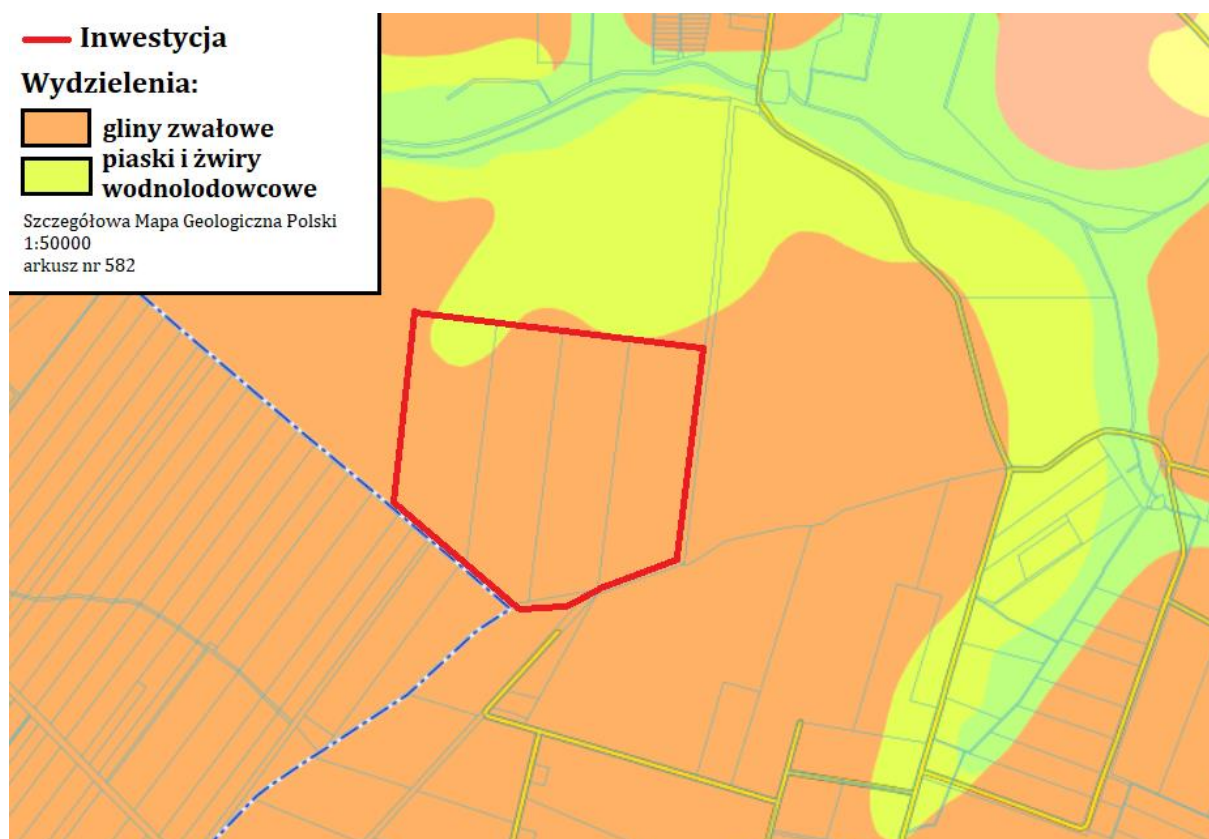 Inwestycja
Wydzielenia:
gliny zwałowe
piaski i żwiry
wodnolodowcowe
Szczegółowa Mapa Geologiczna Polski
1:50000
arkusz nr 582